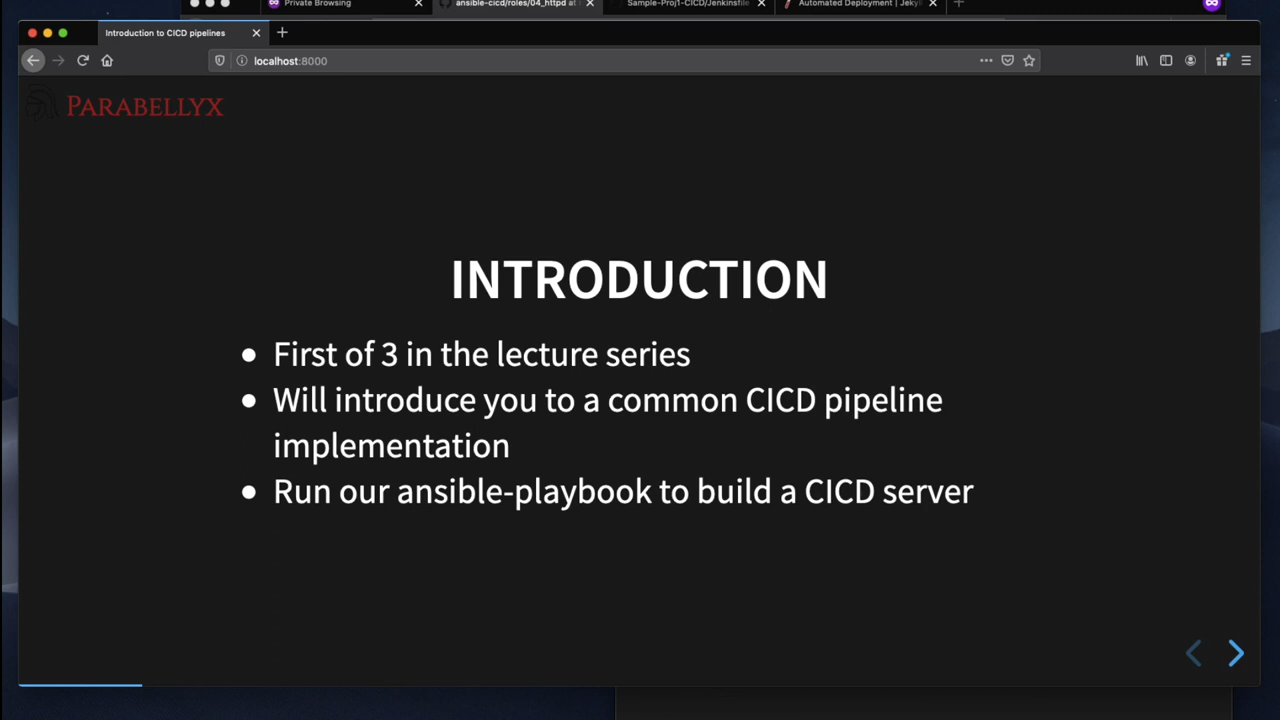 Private Browsing
ansible-cicd/roles/04_httpd at
Sample-Proj1-CICD/Jenkinsfile
Automated Deployment | Jekyll
Introduction to CICD pipelines
localhost:8000
PARABELLYX
INTRODUCTION
First of 3 in the lecture series
Will introduce you to a common CICD pipeline
implementation
Run our ansible-playbook to build a CICD server